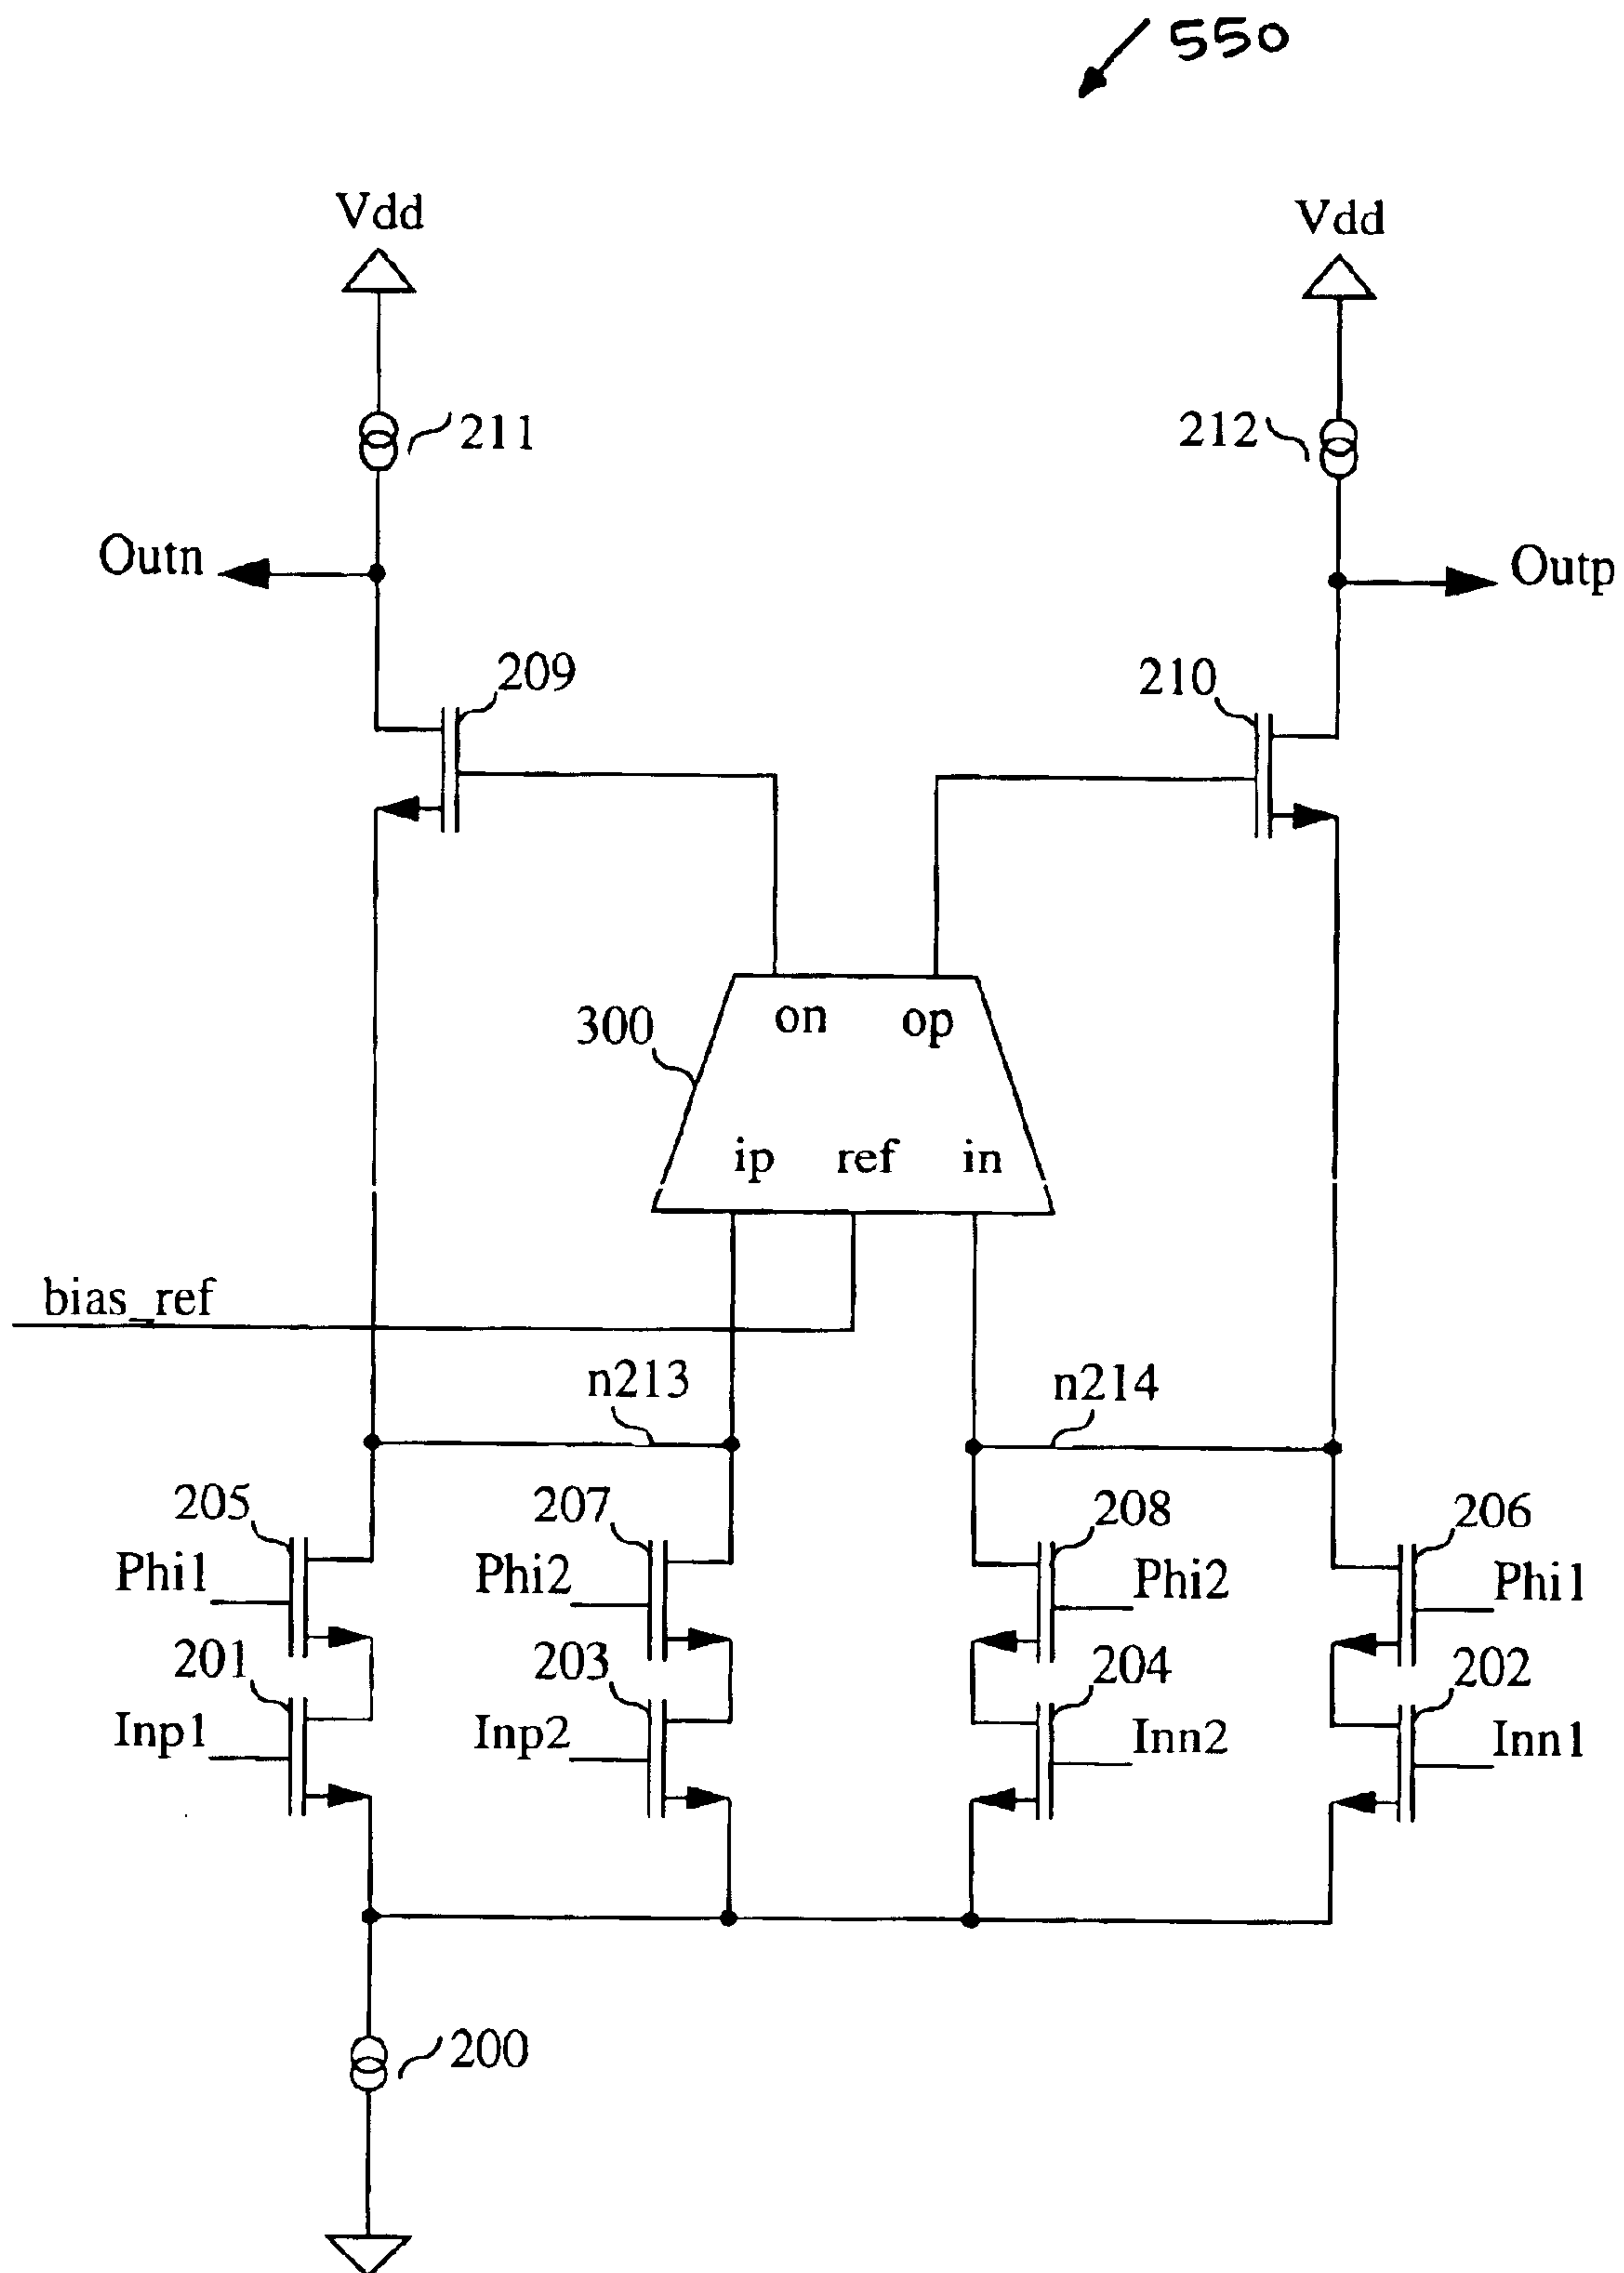 550
Vdd
Vdd
211
212
Outn
Outp
209
210
300
on op
ip ref in
bias_ref
n213
n214
205
207
208
206
Phi1
Phi2
Phi2
Phi1
201
203
204
202
Inp1
Inp2
Inn2
Inn1
200